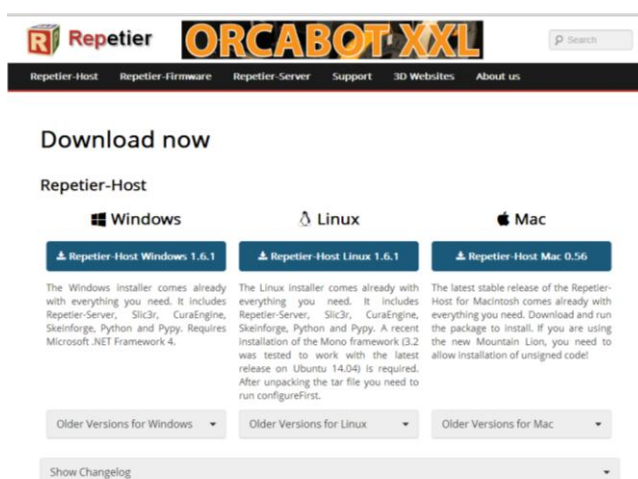 R Repetier ORCABOT XXL Search
Repetier-Host Repetier-Firmware Repetier-Server Support 3D Websites About us
Download now
Repetier-Host
Windows
Repetier-Host Windows 1.6.1
The Windows installer comes already
with everything you need. It includes
Repetier-Server, Slic3r, CuraEngine,
Skeinforge, Python and Pypy. Requires
Microsoft .NET Framework 4.
Older Versions for Windows
Linux
Repetier-Host Linux 1.6.1
The Linux installer comes already with
everything you need. It includes
Repetier-Server, Slic3r, CuraEngine,
Skeinforge, Python and Pypy. A recent
installation of the Mono framework (3.2
was tested to work with the latest
release on Ubuntu 14.04) is required.
After unpacking the tar file you need to
run configureFirst.
Older Versions for Linux
Mac
Repetier-Host Mac 0.56
The latest stable release of the Repetier-
Host for Macintosh comes already with
everything you need. Download and run
the package to install. If you are using
the new Mountain Lion, you need to
allow installation of unsigned code!
Older Versions for Mac
Show Changelog